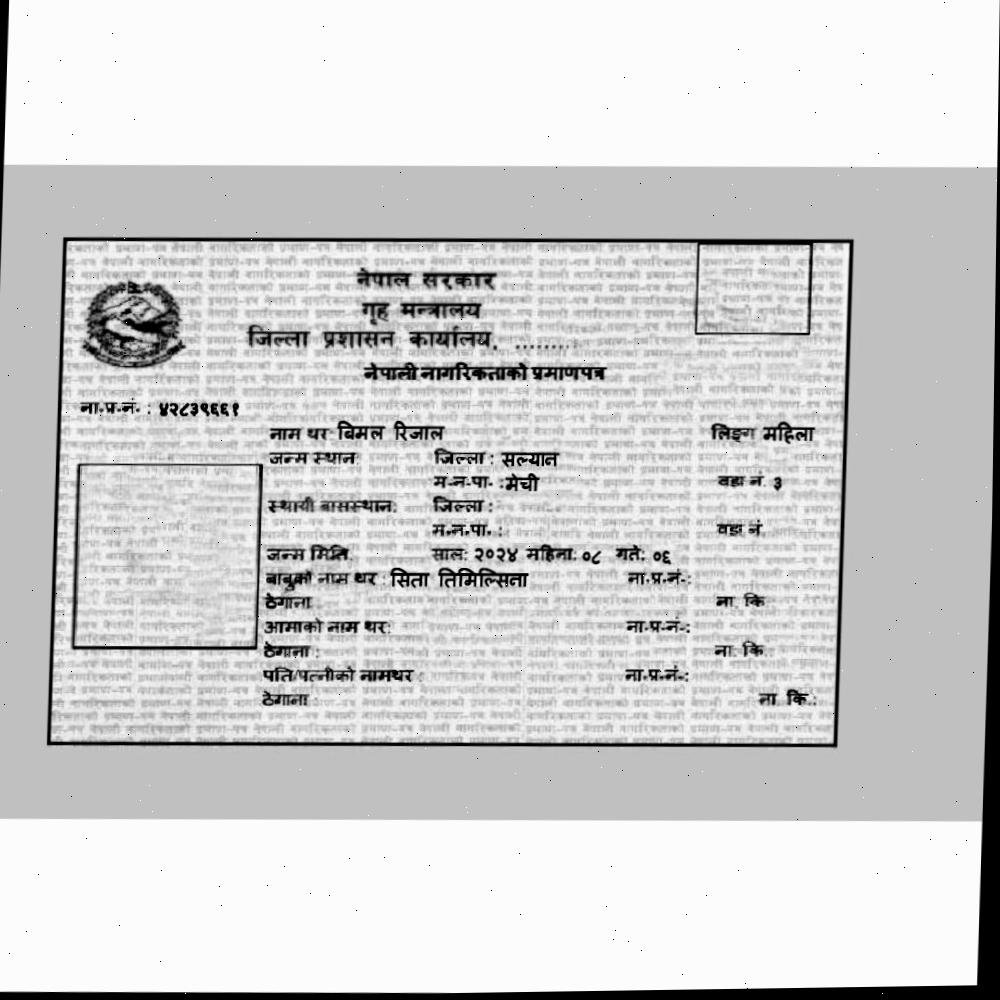 नेपाल सरकार
गृह मन्त्रालय
जिल्ला प्रशासन कार्यालय, .........
नेपाली नागरिकताको प्रमाणपत्र
ना.प्र.नं. : ४२८३९६६१
नाम थर: बिमल रिजाल लिङ्ग महिला
जन्म स्थान: जिल्ला : सल्यान
म.न.पा. : मेची वडा नं. ३
स्थायी बासस्थान: जिल्ला :
म.न.पा. : वडा नं.
जन्म मिति: साल: २०२४ महिना: ०८ गते: ०६
बाबुको नाम थर : सिता तिमिल्सिना ना.प्र.नं.:
ठेगाना ना. कि.
आमाको नाम थर: ना.प्र.नं.:
ठेगाना : ना. कि.
पति/पत्नीको नामथर : ना.प्र.नं.:
ठेगाना : ना. कि.: